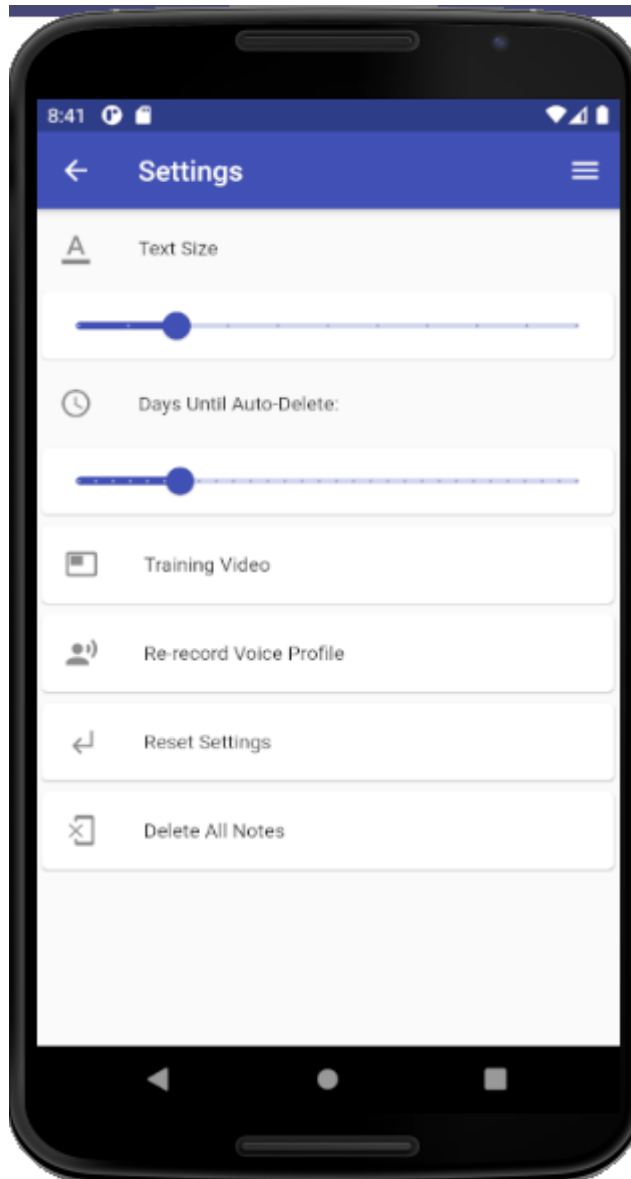 8:41
Settings
A
Text Size
Days Until Auto-Delete:
Training Video
Re-record Voice Profile
Reset Settings
Delete All Notes